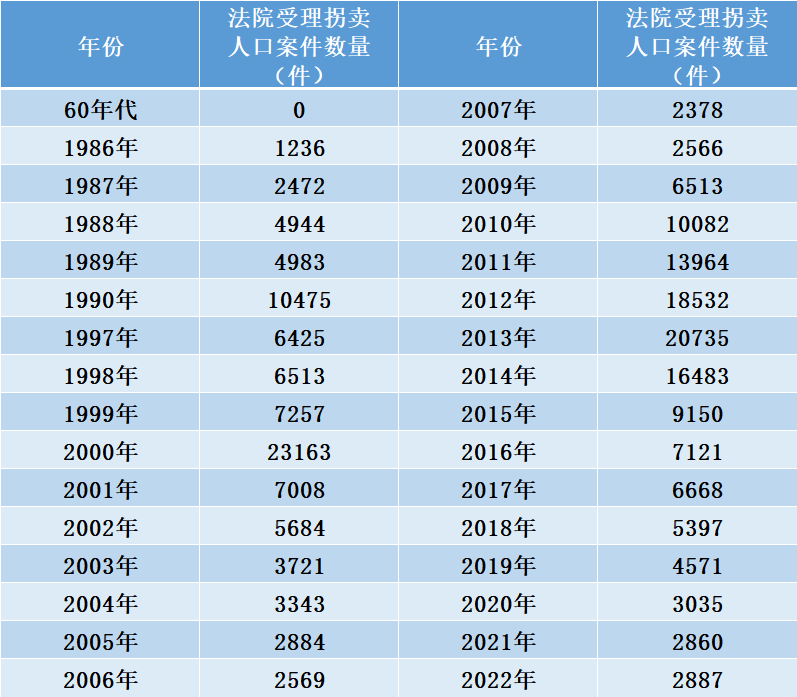 年份 法院受理拐卖人口案件数量（件） 年份 法院受理拐卖人口案件数量（件）
60年代 0 2007年 2378
1986年 1236 2008年 2566
1987年 2472 2009年 6513
1988年 4944 2010年 10082
1989年 4983 2011年 13964
1990年 10475 2012年 18532
1997年 6425 2013年 20735
1998年 6513 2014年 16483
1999年 7257 2015年 9150
2000年 23163 2016年 7121
2001年 7008 2017年 6668
2002年 5684 2018年 5397
2003年 3721 2019年 4571
2004年 3343 2020年 3035
2005年 2884 2021年 2860
2006年 2569 2022年 2887